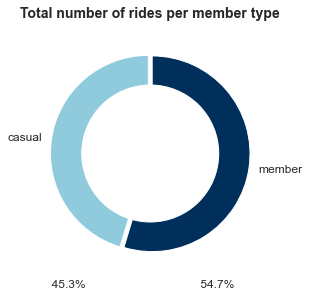 Total number of rides per member type
casual
member
45.3%
54.7%